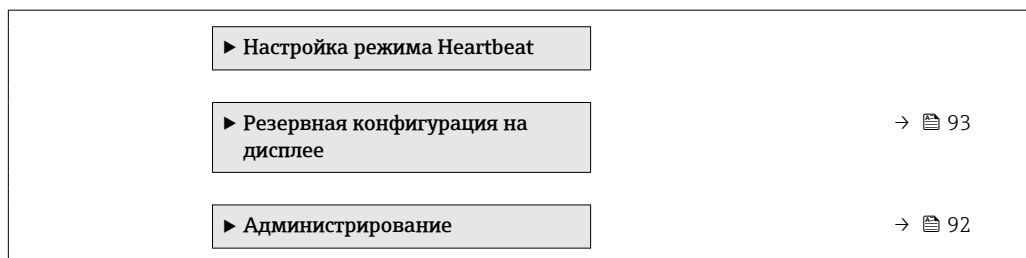 ▶ Настройка режима Heartbeat
▶ Резервная конфигурация на → 93
дисплее
▶ Администрирование → 92